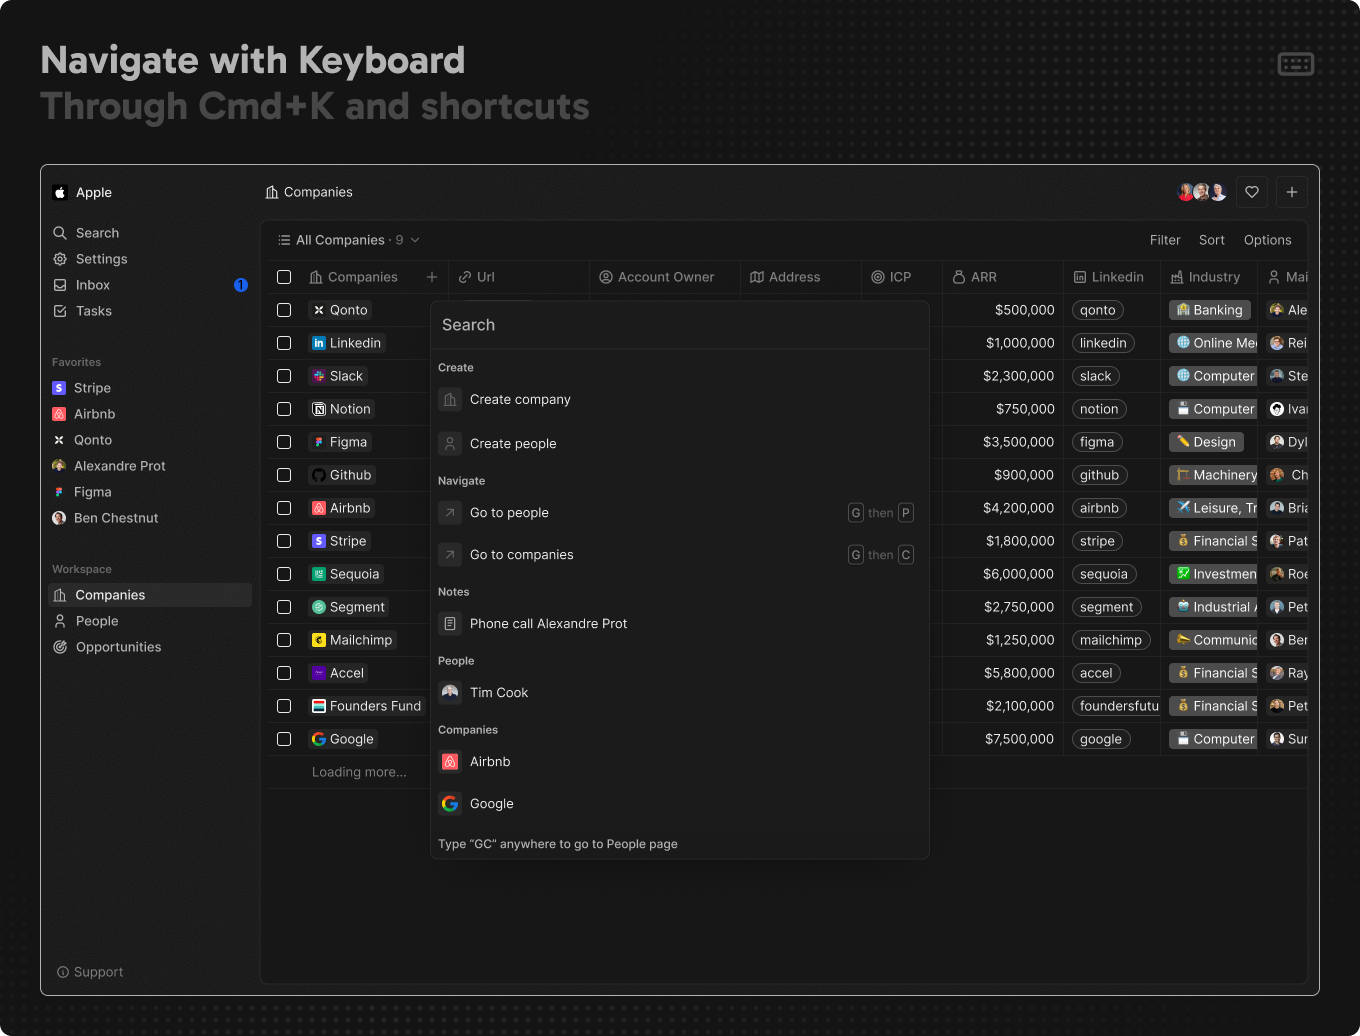 Navigate with Keyboard
Through Cmd+K and shortcuts
Apple
Search
Settings
Inbox 1
Tasks
Favorites
Stripe
Airbnb
Qonto
Alexandre Prot
Figma
Ben Chestnut
Workspace
Companies
People
Opportunities
Support
Companies
All Companies · 9
Filter Sort Options
Companies Url Account Owner Address ICP ARR Linkedin Industry Mai
Qonto $500,000 qonto Banking Ale
Linkedin $1,000,000 linkedin Online Me Rei
Slack $2,300,000 slack Computer Ste
Notion $750,000 notion Computer Ivar
Figma $3,500,000 figma Design Dyl
Github $900,000 github Machinery Ch
Airbnb $4,200,000 airbnb Leisure, Tr Bria
Stripe $1,800,000 stripe Financial S Pat
Sequoia $6,000,000 sequoia Investmen Roe
Segment $2,750,000 segment Industrial A Pet
Mailchimp $1,250,000 mailchimp Communic Ber
Accel $5,800,000 accel Financial S Ray
Founders Fund $2,100,000 foundersfutu Financial S Pet
Google $7,500,000 google Computer Sun
Loading more...
Search
Create
Create company
Create people
Navigate
Go to people G then P
Go to companies G then C
Notes
Phone call Alexandre Prot
People
Tim Cook
Companies
Airbnb
Google
Type “GC” anywhere to go to People page